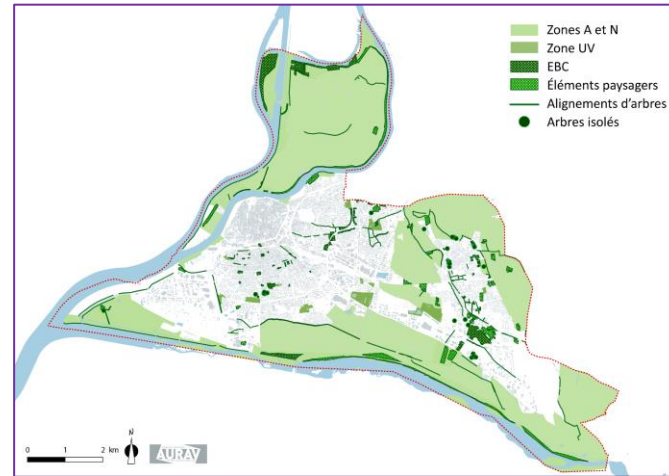 Zones A et N
Zone UV
EBC
Éléments paysagers
Alignements d'arbres
Arbres isolés
N
0 1 2 km
AURAV